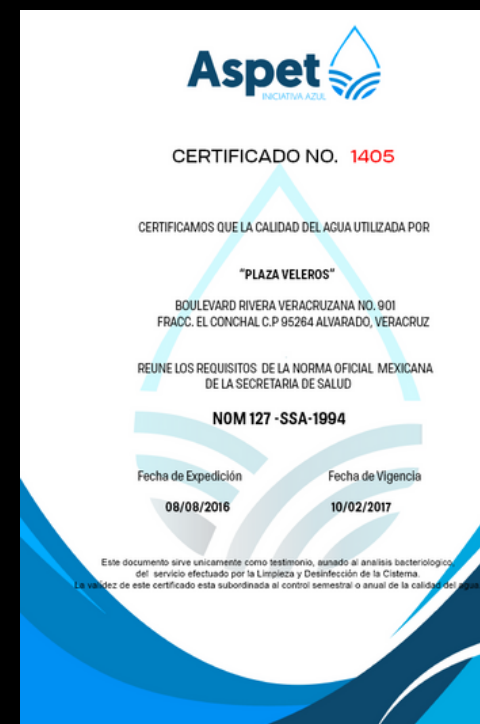 Aspet
INICIATIVA AZUL
CERTIFICADO NO. 1405
CERTIFICAMOS QUE LA CALIDAD DEL AGUA UTILIZADA POR
"PLAZA VELEROS"
BOULEVARD RIVERA VERACRUZANA NO. 901
FRACC. EL CONCHAL C.P 95264 ALVARADO, VERACRUZ
REUNE LOS REQUISITOS DE LA NORMA OFICIAL MEXICANA
DE LA SECRETARIA DE SALUD
NOM 127 -SSA-1994
Fecha de Expedición Fecha de Vigencia
08/08/2016 10/02/2017
Este documento sirve unicamente como testimonio, aunado al analisis bacteriologico,
del servicio efectuado por la Limpieza y Desinfección de la Cisterna.
La validez de este certificado esta subordinada al control semestral o anual de la calidad del agua